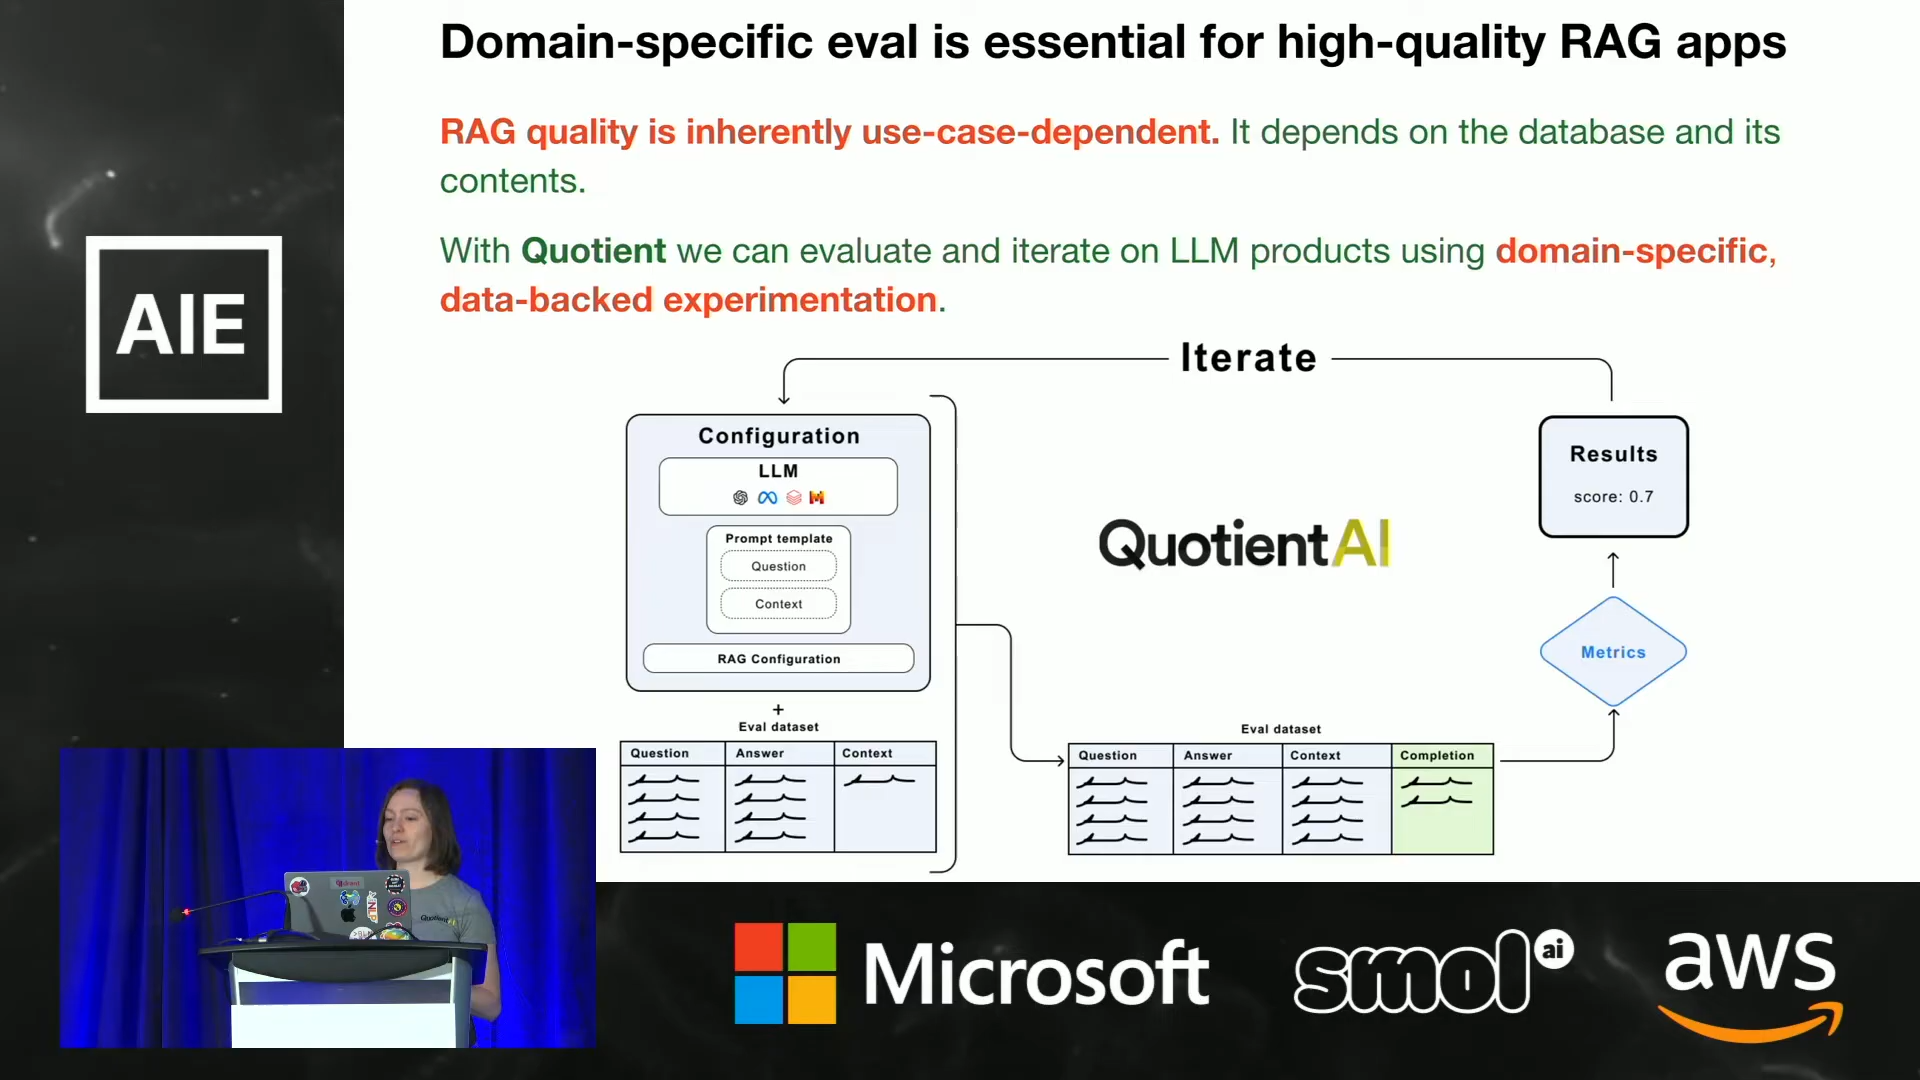 Domain-specific eval is essential for high-quality RAG apps
RAG quality is inherently use-case-dependent. It depends on the database and its
contents.
With Quotient we can evaluate and iterate on LLM products using domain-specific,
data-backed experimentation.
AIE
Iterate
Configuration
LLM
Prompt template
Question
Context
RAG Configuration
+
Eval dataset
Question Answer Context
QuotientAI
Results
score: 0.7
Metrics
Eval dataset
Question Answer Context Completion
Quotient
Microsoft
smol ai
aws